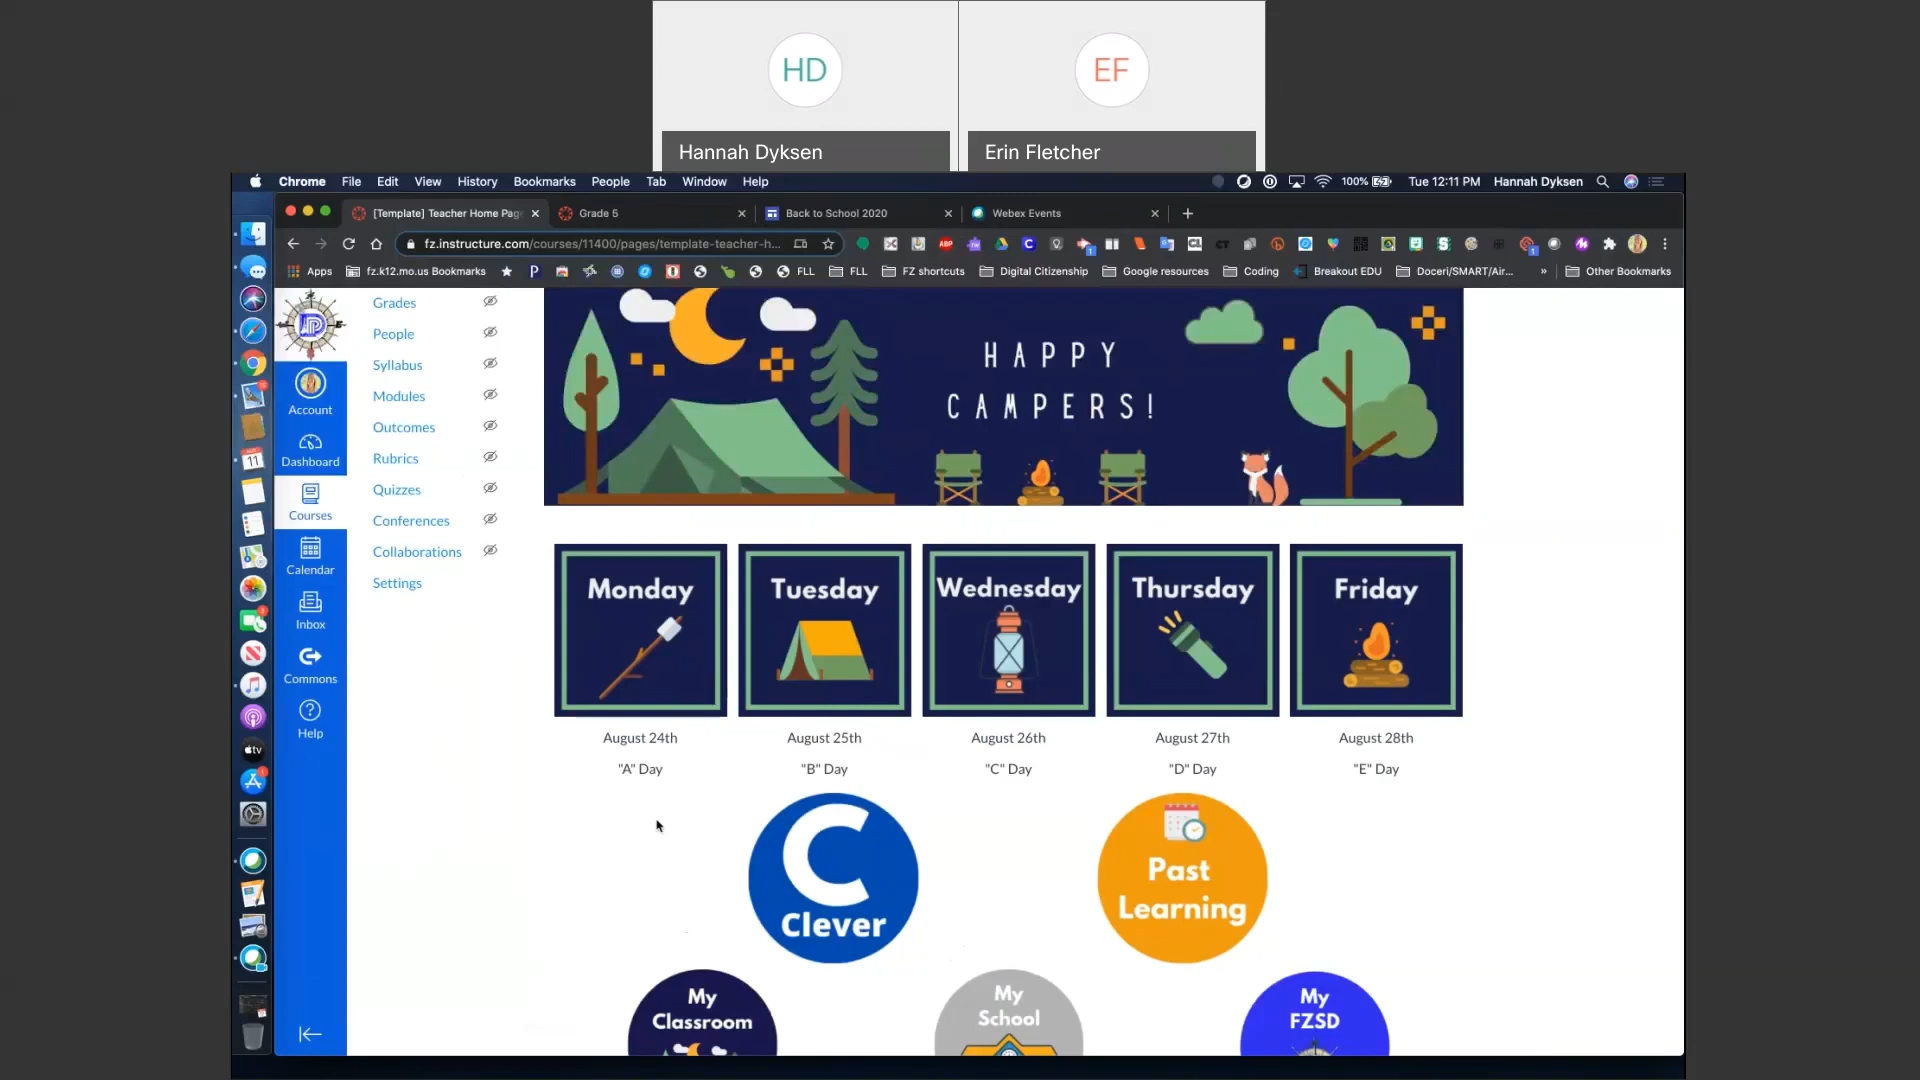 HD
EF
Hannah Dyksen
Erin Fletcher
Chrome File Edit View History Bookmarks People Tab Window Help
100% Tue 12:11 PM Hannah Dyksen
[Template] Teacher Home Pag
Grade 5
Back to School 2020
Webex Events
fz.instructure.com/courses/11400/pages/template-teacher-h...
ABP
Apps
fz.k12.mo.us Bookmarks
FLL
FLL
FZ shortcuts
Digital Citizenship
Google resources
Coding
Breakout EDU
Doceri/SMART/Air...
»
Other Bookmarks
Account
Dashboard
Courses
Calendar
Inbox
Commons
Help
Grades
People
Syllabus
Modules
Outcomes
Rubrics
Quizzes
Conferences
Collaborations
Settings
HAPPY
CAMPERS!
Monday
Tuesday
Wednesday
Thursday
Friday
August 24th
August 25th
August 26th
August 27th
August 28th
"A" Day
"B" Day
"C" Day
"D" Day
"E" Day
C
Clever
Past
Learning
My
Classroom
My
School
My
FZSD
11
tv